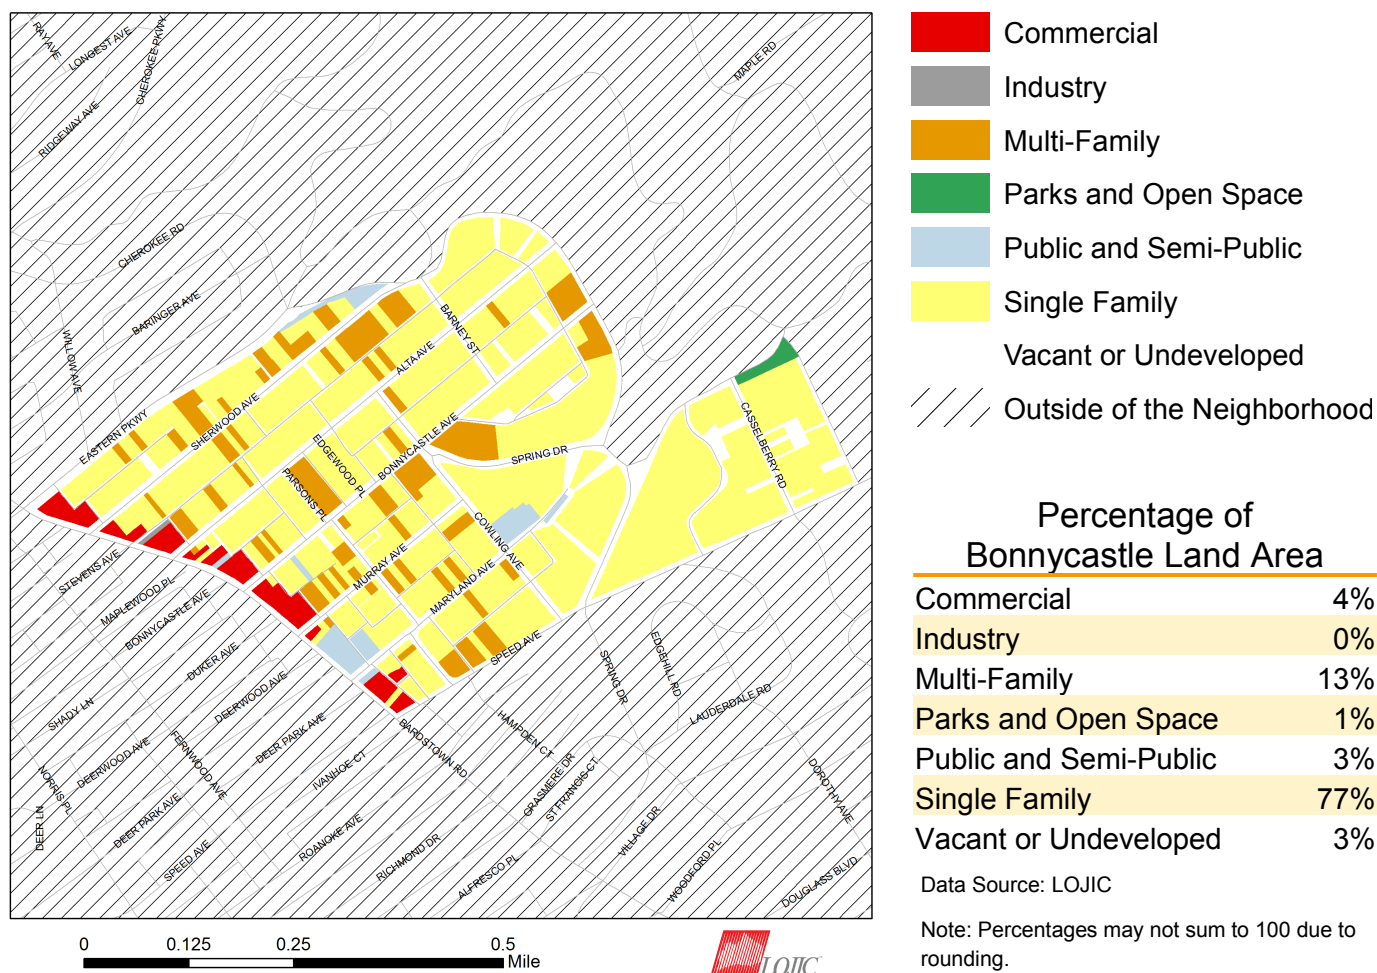 RAY AVE
LONGEST AVE
CHEROKEE PKWY
RIDGEWAY AVE
MAPLE RD
CHEROKEE RD
BARINGER AVE
WILLOW AVE
EASTERN PKWY
SHERWOOD AVE
ALTA AVE
BARNEY ST
EDGEWOOD PL
BONNYCASTLE AVE
PARSONS PL
SPRING DR
CASSELBERRY RD
COWLING AVE
MURRAY AVE
MARYLAND AVE
SPEED AVE
STEVENS AVE
MAPLEWOOD PL
BONNYCASTLE AVE
DUKER AVE
DEERWOOD AVE
SHADY LN
DEERWOOD AVE
DEER PARK AVE
FERNWOOD AVE
NORRIS PL
DEER LN
DEER PARK AVE
SPEED AVE
IVANHOE CT
ROANOKE AVE
RICHMOND DR
ALFRESCO PL
BARDSTOWN RD
HAMPDEN CT
GRASMERE DR
ST FRANCIS CT
SPRING DR
EDGEHILL RD
LAUDERDALE RD
VILLAGE DR
WOODFORD PL
DOROTHY AVE
DOUGLASS BLVD
0 0.125 0.25 0.5
Mile
LOJIC
Commercial
Industry
Multi-Family
Parks and Open Space
Public and Semi-Public
Single Family
Vacant or Undeveloped
Outside of the Neighborhood
Percentage of
Bonnycastle Land Area
Commercial 4%
Industry 0%
Multi-Family 13%
Parks and Open Space 1%
Public and Semi-Public 3%
Single Family 77%
Vacant or Undeveloped 3%
Data Source: LOJIC
Note: Percentages may not sum to 100 due to
rounding.